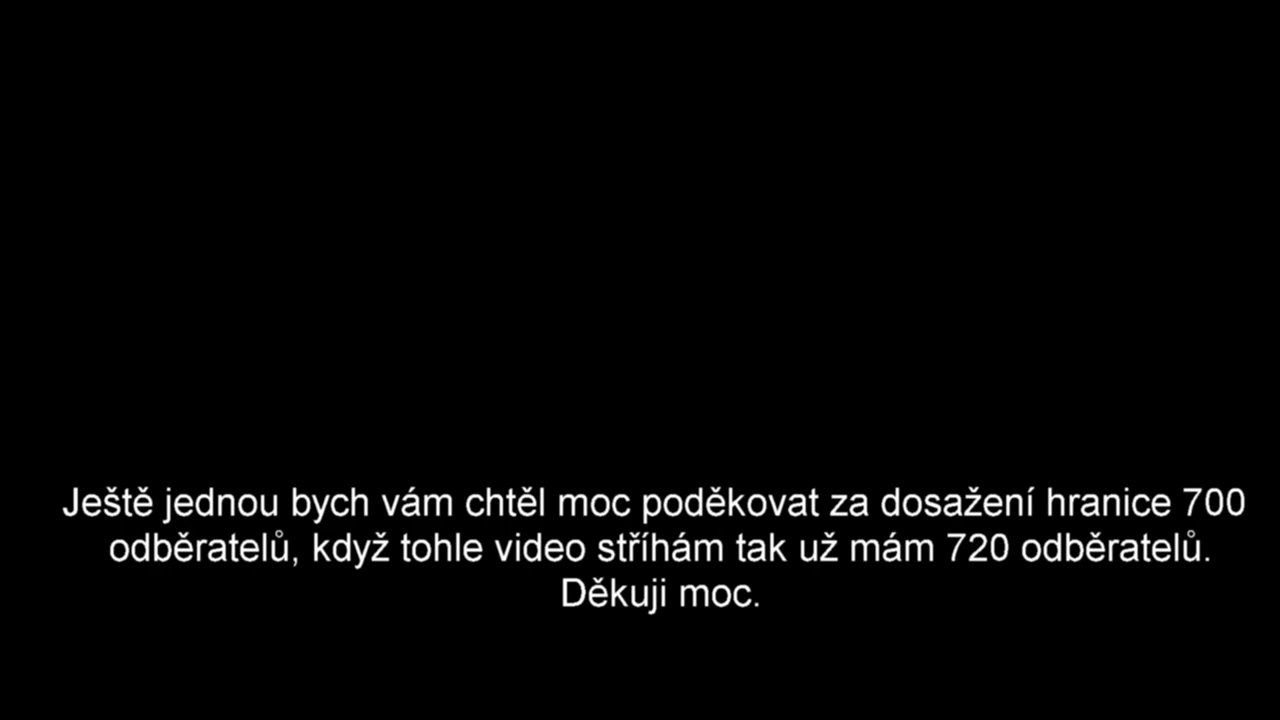 Ještě jednou bych vám chtěl moc poděkovat za dosažení hranice 700
odběratelů, když tohle video stříhám tak už mám 720 odběratelů.
Děkuji moc.